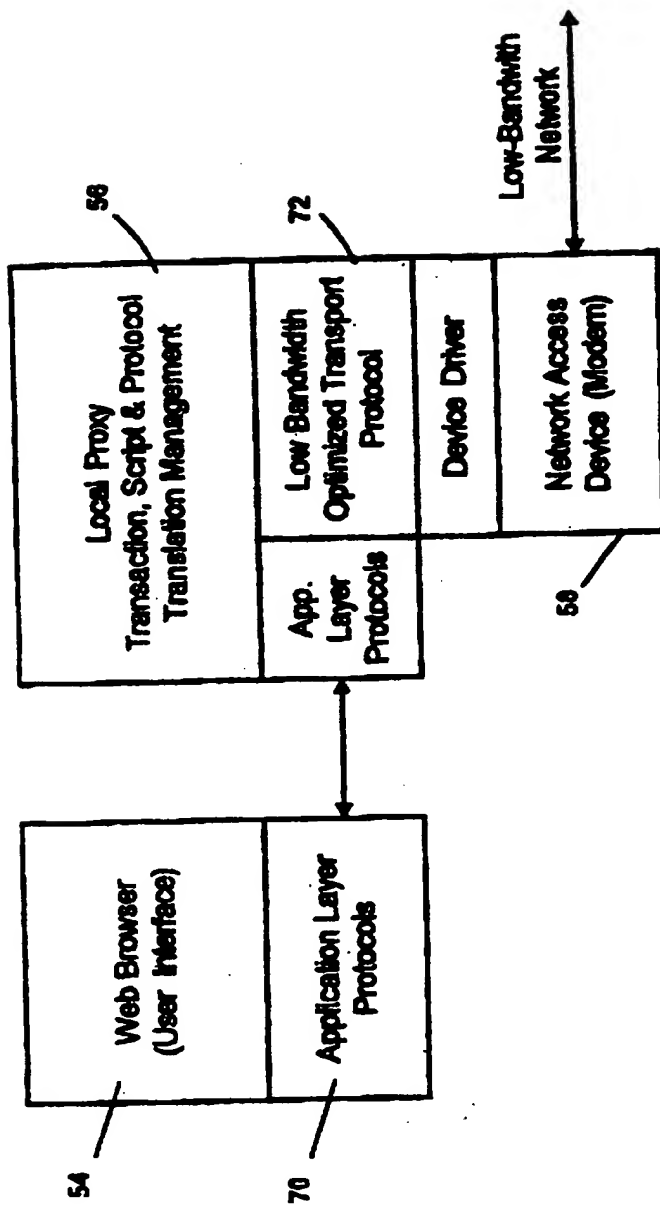 54
Web Browser
(User Interface)
70
Application Layer
Protocols
56
Local Proxy
Transaction, Script & Protocol
Translation Management
App.
Layer
Protocols
72
Low Bandwidth
Optimized Transport
Protocol
Device Driver
Network Access
Device (Modem)
58
Low-Bandwith
Network